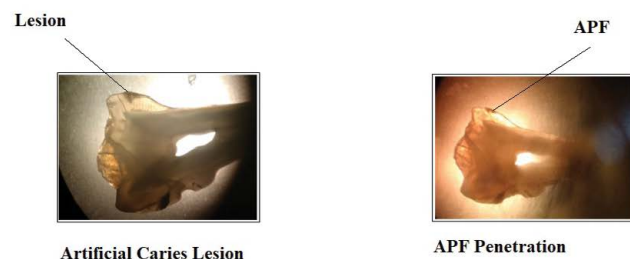 Lesion
APF
Artificial Caries Lesion
APF Penetration